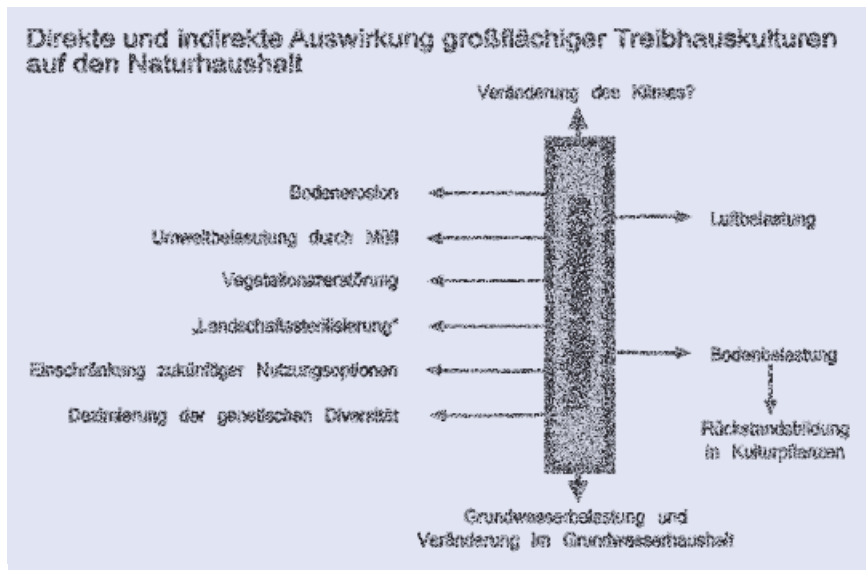 Direkte und indirekte Auswirkung großflächiger Treibhauskulturen
auf den Naturhaushalt
Veränderung des Klimas?
Bodenerosion
Luftbelastung
Umweltbelasutung durch Müll
Vegetationszerstörung
„Landschaftssterilisierung“
Bodenbelastung
Einschränkung zukünftiger Nutzungsoptionen
Dezimierung der genetischen Diversität
Rückstandsbildung
in Kulturpflanzen
Grundwasserbelastung und
Veränderung im Grundwasserhaushalt